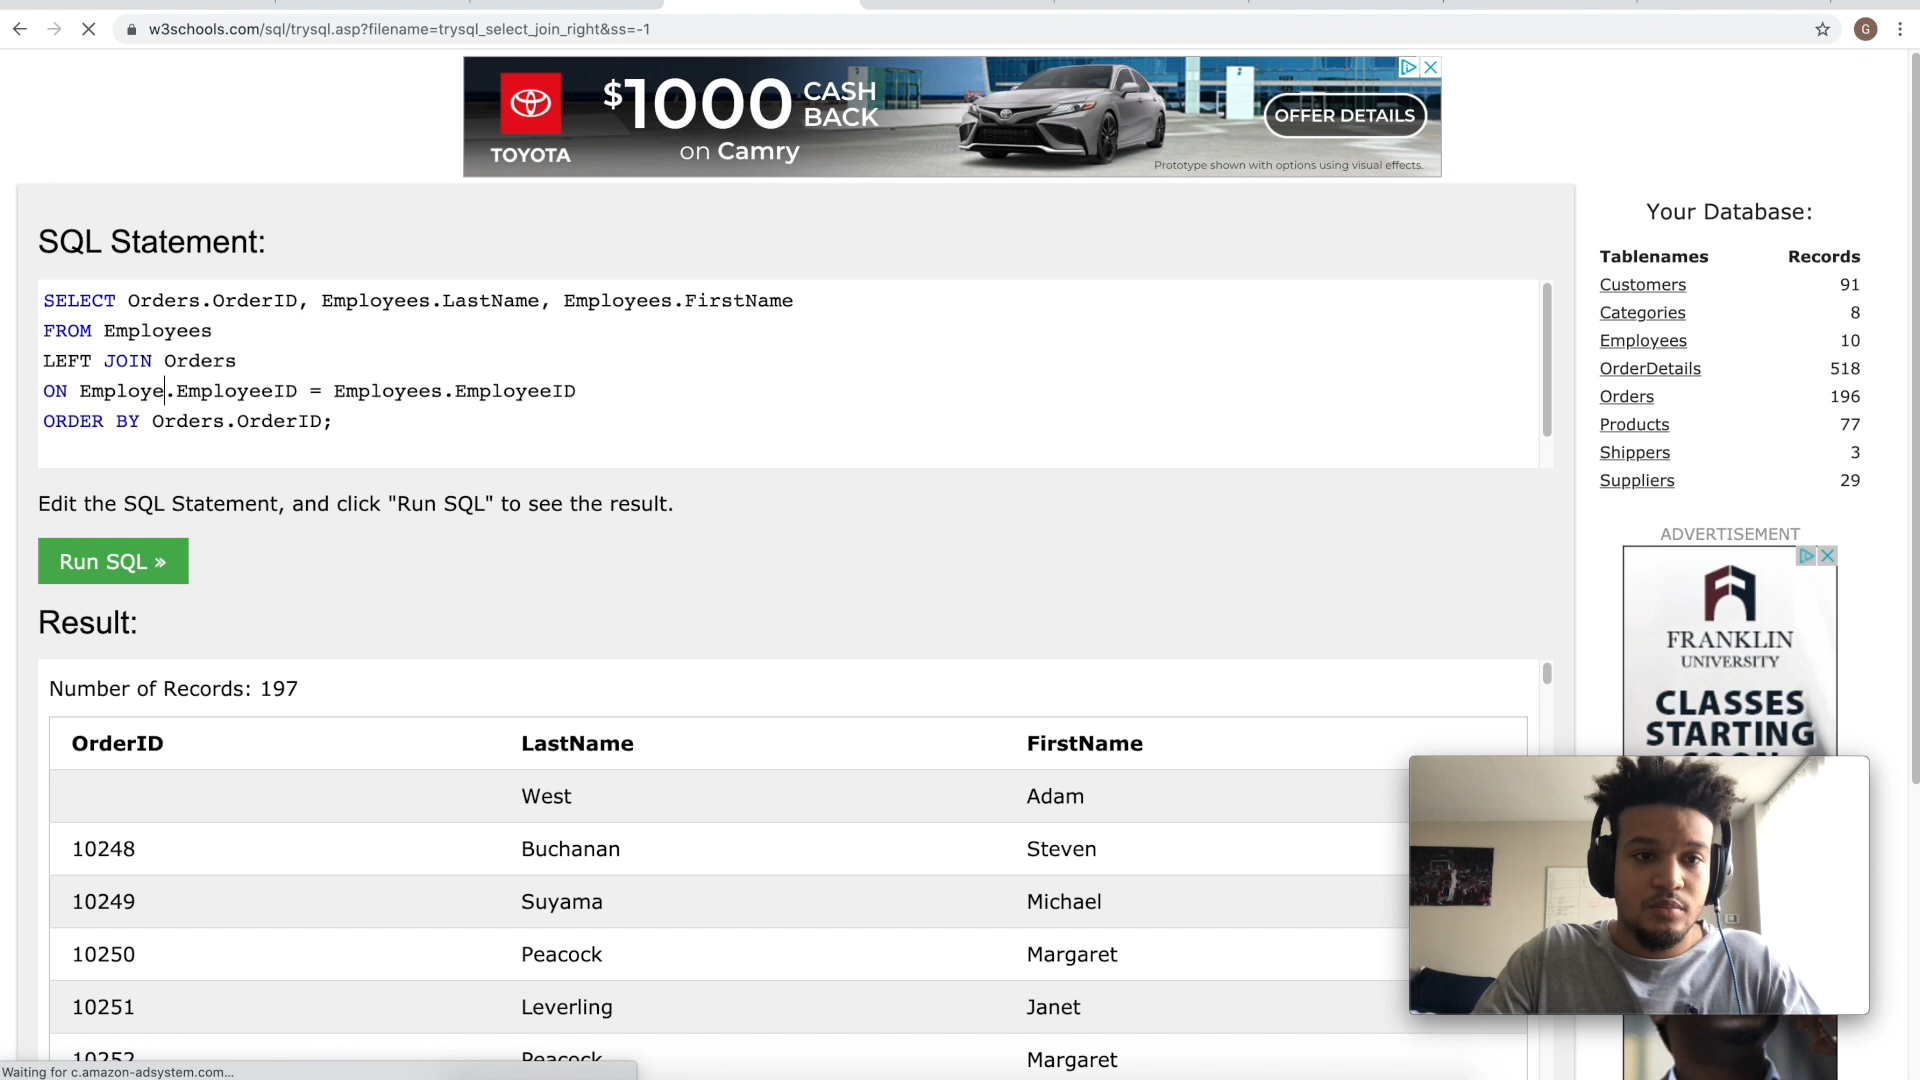 w3schools.com/sql/trysql.asp?filename=trysql_select_join_right&ss=-1
G
$1000 CASH BACK
on Camry
TOYOTA
OFFER DETAILS
Prototype shown with options using visual effects.
SQL Statement:
SELECT Orders.OrderID, Employees.LastName, Employees.FirstName
FROM Employees
LEFT JOIN Orders
ON Employe.EmployeeID = Employees.EmployeeID
ORDER BY Orders.OrderID;
Edit the SQL Statement, and click "Run SQL" to see the result.
Run SQL »
Result:
Number of Records: 197
OrderID LastName FirstName
West Adam
10248 Buchanan Steven
10249 Suyama Michael
10250 Peacock Margaret
10251 Leverling Janet
10252 Peacock Margaret
Waiting for c.amazon-adsystem.com...
Your Database:
Tablenames Records
Customers 91
Categories 8
Employees 10
OrderDetails 518
Orders 196
Products 77
Shippers 3
Suppliers 29
ADVERTISEMENT
FRANKLIN
UNIVERSITY
CLASSES
STARTING